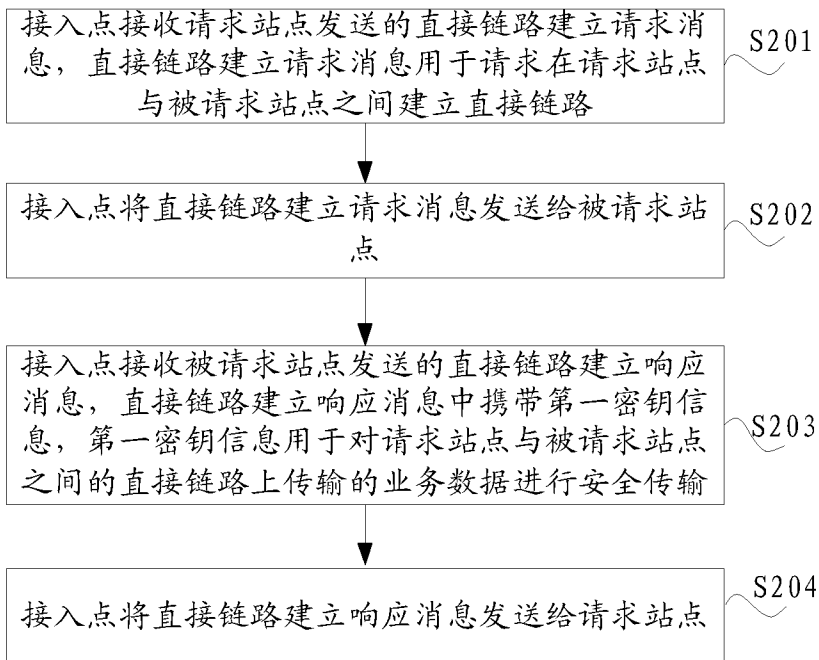 接入点接收请求站点发送的直接链路建立请求消
息，直接链路建立请求消息用于请求在请求站点
与被请求站点之间建立直接链路
S201
接入点将直接链路建立请求消息发送给被请求站
点
S202
接入点接收被请求站点发送的直接链路建立响应
消息，直接链路建立响应消息中携带第一密钥信
息，第一密钥信息用于对请求站点与被请求站点
之间的直接链路上传输的业务数据进行安全传输
S203
接入点将直接链路建立响应消息发送给请求站点
S204